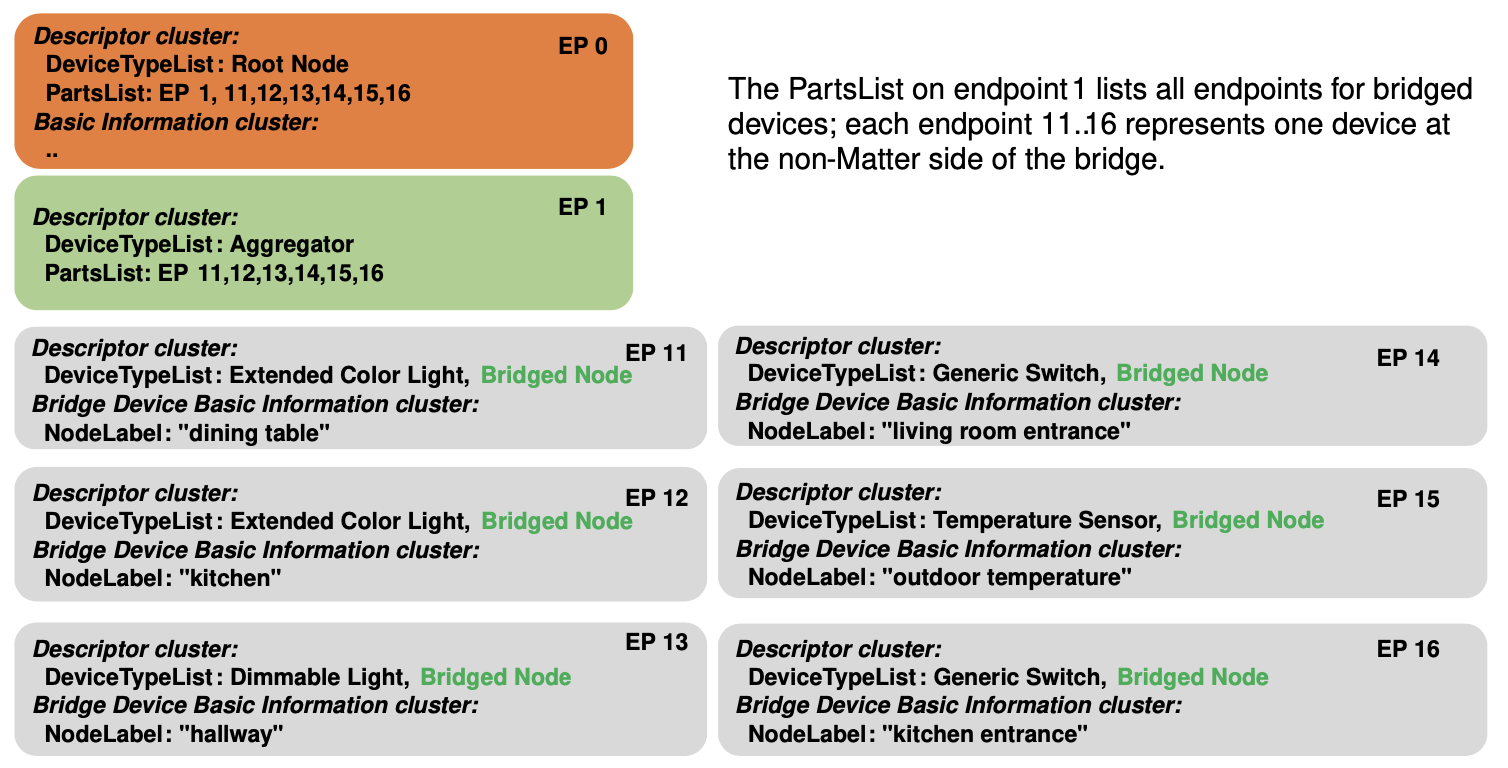 Descriptor cluster:
EP 0
DeviceTypeList: Root Node
PartsList: EP 1, 11,12,13,14,15,16
Basic Information cluster:
..
The PartsList on endpoint 1 lists all endpoints for bridged
devices; each endpoint 11..16 represents one device at
the non-Matter side of the bridge.
EP 1
Descriptor cluster:
DeviceTypeList: Aggregator
PartsList: EP 11,12,13,14,15,16
Descriptor cluster:
EP 11
DeviceTypeList: Extended Color Light, Bridged Node
Bridge Device Basic Information cluster:
NodeLabel: "dining table"
Descriptor cluster:
EP 12
DeviceTypeList: Extended Color Light, Bridged Node
Bridge Device Basic Information cluster:
NodeLabel: "kitchen"
Descriptor cluster:
EP 13
DeviceTypeList: Dimmable Light, Bridged Node
Bridge Device Basic Information cluster:
NodeLabel: "hallway"
Descriptor cluster:
EP 14
DeviceTypeList: Generic Switch, Bridged Node
Bridge Device Basic Information cluster:
NodeLabel: "living room entrance"
Descriptor cluster:
EP 15
DeviceTypeList: Temperature Sensor, Bridged Node
Bridge Device Basic Information cluster:
NodeLabel: "outdoor temperature"
Descriptor cluster:
EP 16
DeviceTypeList: Generic Switch, Bridged Node
Bridge Device Basic Information cluster:
NodeLabel: "kitchen entrance"